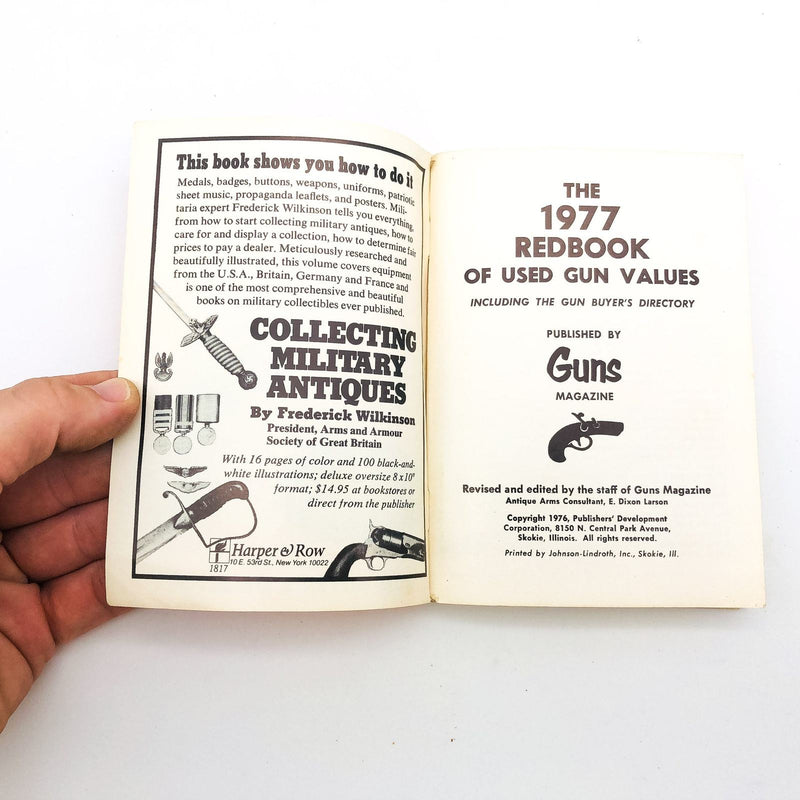 This book shows you how to do it
Medals, badges, buttons, weapons, uniforms, patriotic
sheet music, propaganda leaflets, and posters. Mili-
taria expert Frederick Wilkinson tells you everything,
from how to start collecting military antiques, how to
care for and display a collection, how to determine fair
prices to pay a dealer. Meticulously researched and
beautifully illustrated, this volume covers equipment
from the U.S.A., Britain, Germany and France and
is one of the most comprehensive and beautiful
books on military collectibles ever published.
COLLECTING
MILITARY
ANTIQUES
By Frederick Wilkinson
President, Arms and Armour
Society of Great Britain
With 16 pages of color and 100 black-and-
white illustrations; deluxe oversize 8 x 10"
format; $14.95 at bookstores or
direct from the publisher
Harper & Row
10 E. 53rd St., New York 10022
1817
THE
1977
REDBOOK
OF USED GUN VALUES
INCLUDING THE GUN BUYER'S DIRECTORY
PUBLISHED BY
Guns
MAGAZINE
Revised and edited by the staff of Guns Magazine
Antique Arms Consultant, E. Dixon Larson
Copyright 1976, Publishers' Development
Corporation, 8150 N. Central Park Avenue,
Skokie, Illinois. All rights reserved.
Printed by Johnson-Lindroth, Inc., Skokie, Ill.